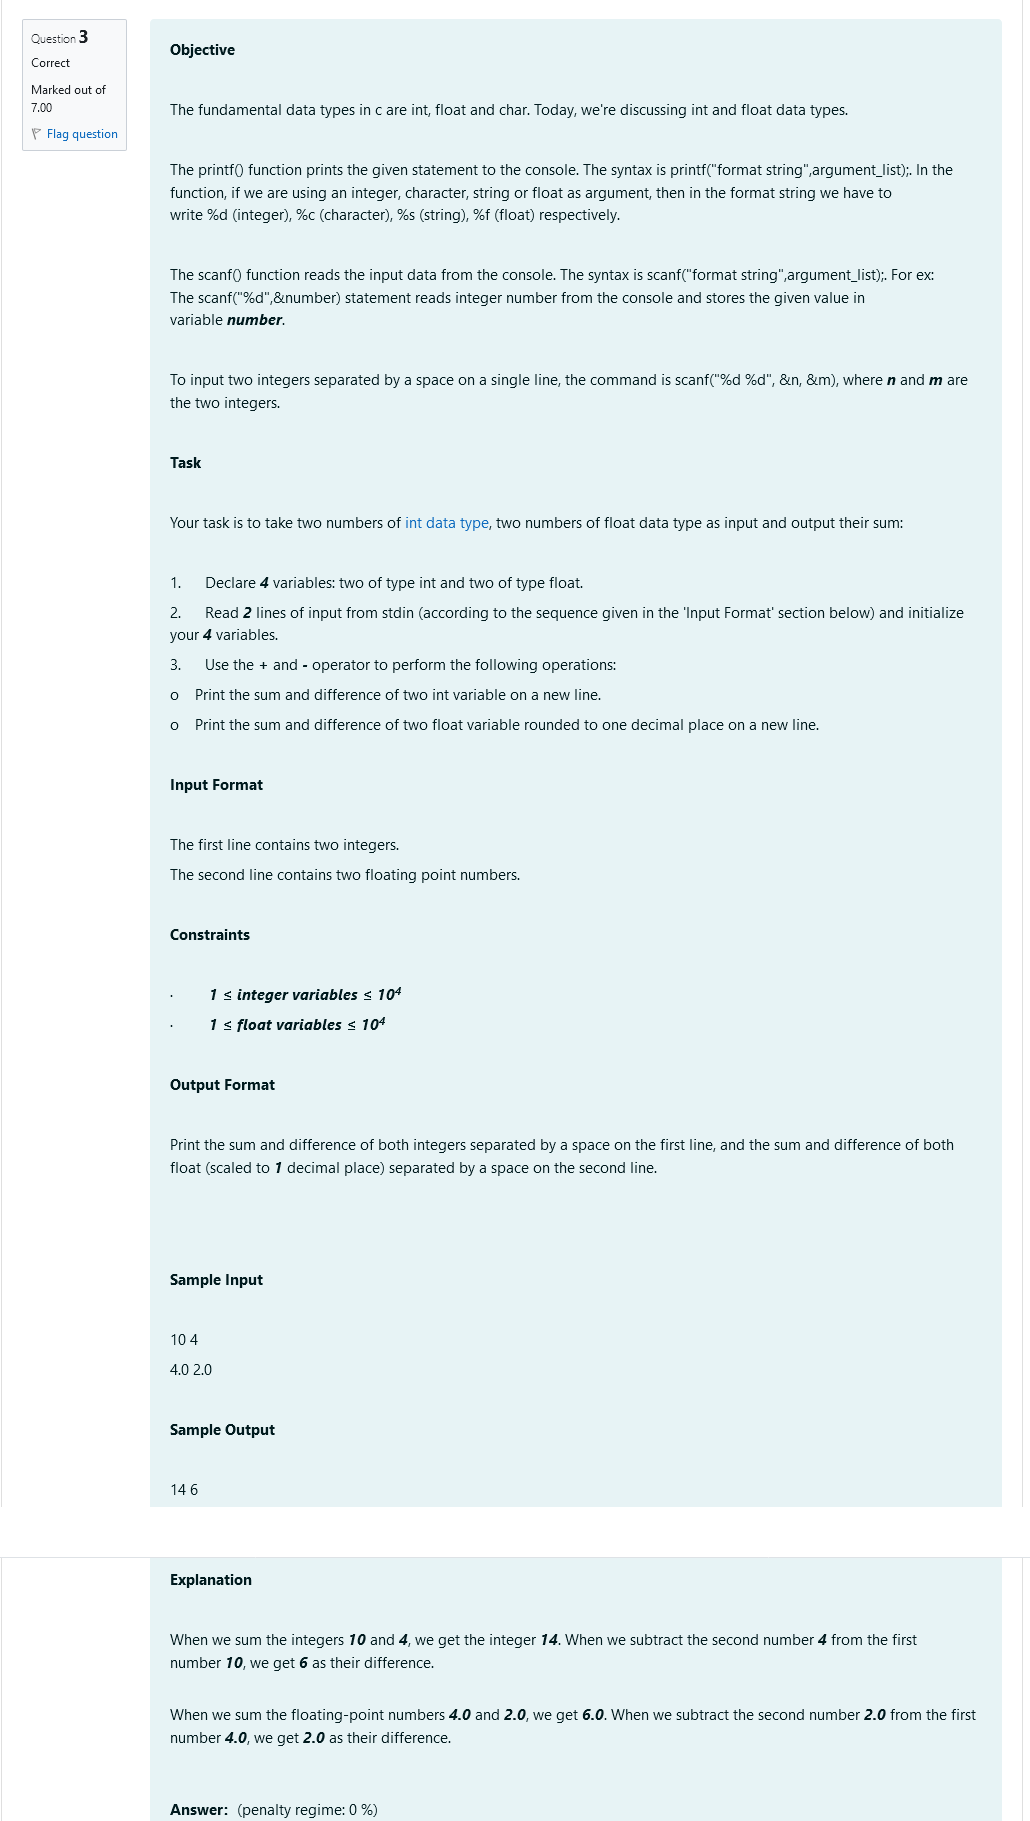 Question 3
Correct
Marked out of
7.00
Flag question
Objective
The fundamental data types in c are int, float and char. Today, we're discussing int and float data types.
The printf() function prints the given statement to the console. The syntax is printf("format string",argument_list);. In the
function, if we are using an integer, character, string or float as argument, then in the format string we have to
write %d (integer), %c (character), %s (string), %f (float) respectively.
The scanf() function reads the input data from the console. The syntax is scanf("format string",argument_list);. For ex:
The scanf("%d",&number) statement reads integer number from the console and stores the given value in
variable number.
To input two integers separated by a space on a single line, the command is scanf("%d %d", &n, &m), where n and m are
the two integers.
Task
Your task is to take two numbers of int data type, two numbers of float data type as input and output their sum:
1. Declare 4 variables: two of type int and two of type float.
2. Read 2 lines of input from stdin (according to the sequence given in the 'Input Format' section below) and initialize
your 4 variables.
3. Use the + and - operator to perform the following operations:
o Print the sum and difference of two int variable on a new line.
o Print the sum and difference of two float variable rounded to one decimal place on a new line.
Input Format
The first line contains two integers.
The second line contains two floating point numbers.
Constraints
· 1 ≤ integer variables ≤ 10⁴
· 1 ≤ float variables ≤ 10⁴
Output Format
Print the sum and difference of both integers separated by a space on the first line, and the sum and difference of both
float (scaled to 1 decimal place) separated by a space on the second line.
Sample Input
10 4
4.0 2.0
Sample Output
14 6
Explanation
When we sum the integers 10 and 4, we get the integer 14. When we subtract the second number 4 from the first
number 10, we get 6 as their difference.
When we sum the floating-point numbers 4.0 and 2.0, we get 6.0. When we subtract the second number 2.0 from the first
number 4.0, we get 2.0 as their difference.
Answer: (penalty regime: 0 %)